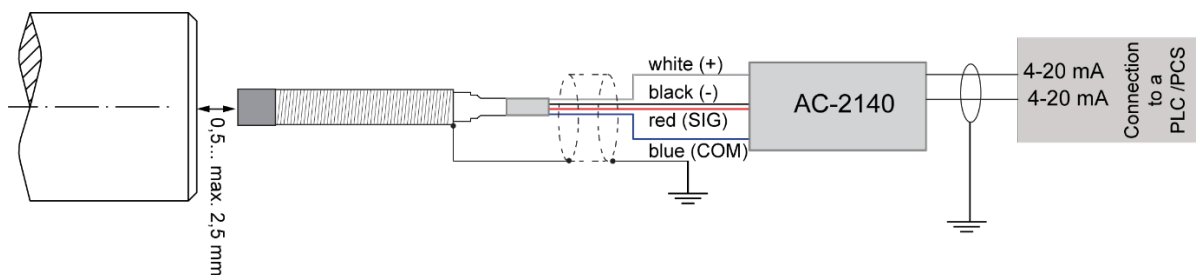 0,5... max. 2,5 mm
white (+)
black (-)
red (SIG)
blue (COM)
AC-2140
4-20 mA
4-20 mA
Connection
to a
PLC /PCS